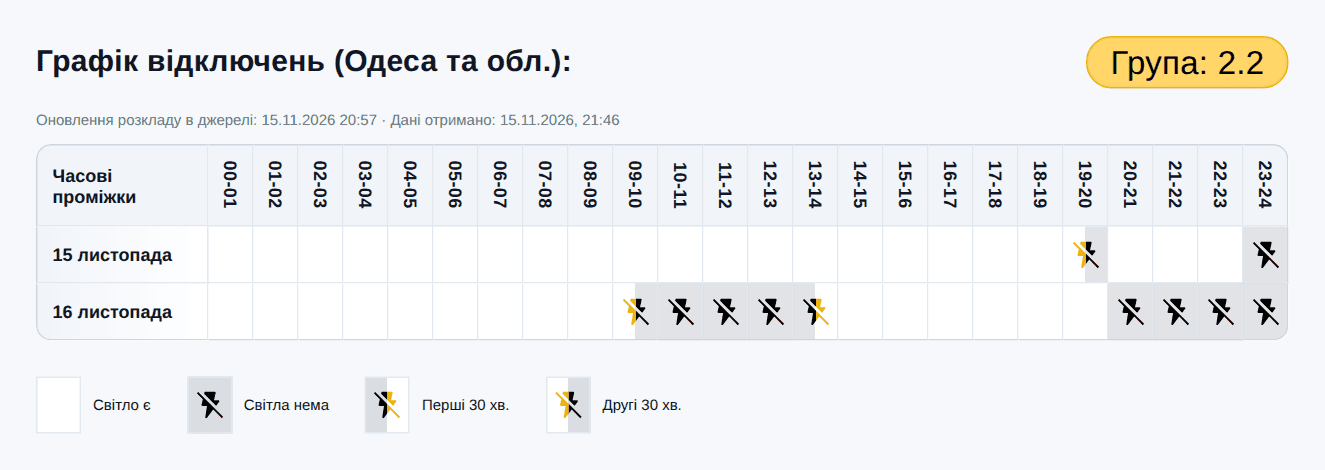 Графік відключень (Одеса та обл.):
Група: 2.2
Оновлення розкладу в джерелі: 15.11.2026 20:57 · Дані отримано: 15.11.2026, 21:46
Часові
проміжки
00-01
01-02
02-03
03-04
04-05
05-06
06-07
07-08
08-09
09-10
10-11
11-12
12-13
13-14
14-15
15-16
16-17
17-18
18-19
19-20
20-21
21-22
22-23
23-24
15 листопада
16 листопада
Світло є
Світла нема
Перші 30 хв.
Другі 30 хв.